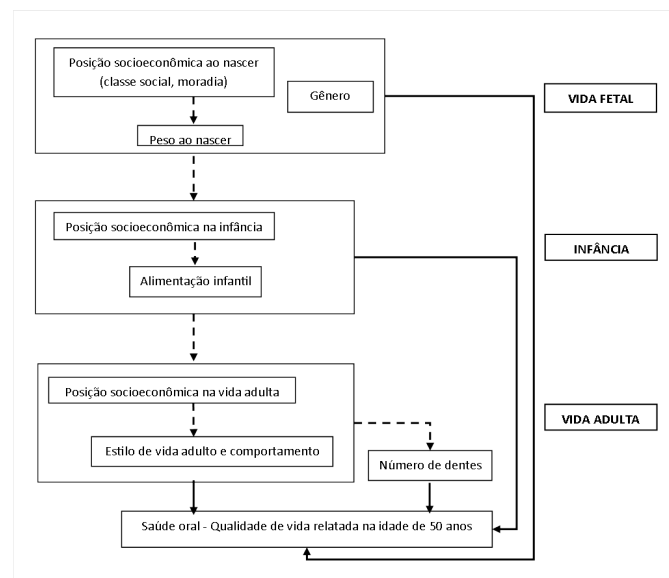 Posição socioeconômica ao nascer
(classe social, moradia)
Gênero
VIDA FETAL
Peso ao nascer
Posição socioeconômica na infância
INFÂNCIA
Alimentação infantil
Posição socioeconômica na vida adulta
VIDA ADULTA
Estilo de vida adulto e comportamento
Número de dentes
Saúde oral - Qualidade de vida relatada na idade de 50 anos